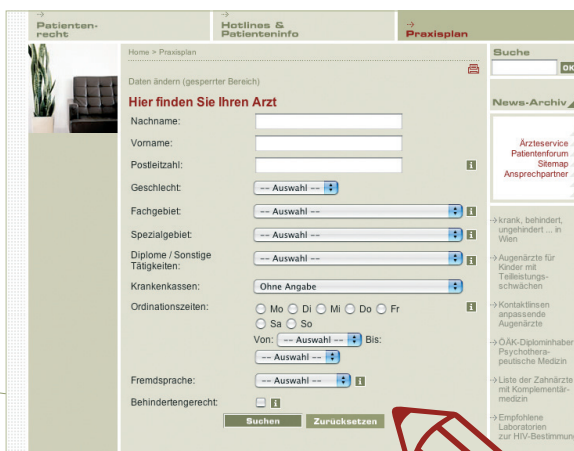 Patienten-
recht
Hotlines &
Patienteninfo
Praxisplan
Home > Praxisplan
Daten ändern (gesperrter Bereich)
Hier finden Sie Ihren Arzt
Nachname:
Vorname:
Postleitzahl:
Geschlecht:
-- Auswahl --
Fachgebiet:
-- Auswahl --
Spezialgebiet:
-- Auswahl --
Diplome / Sonstige
Tätigkeiten:
-- Auswahl --
Krankenkassen:
Ohne Angabe
Ordinationszeiten:
Mo Di Mi Do Fr
Sa So
Von: -- Auswahl -- Bis:
-- Auswahl --
Fremdsprache:
-- Auswahl --
Behindertengerecht:
Suchen Zurücksetzen
Suche
OK
News-Archiv
Ärzteservice
Patientenforum
Sitemap
Ansprechpartner
krank, behindert,
ungehindert ... in
Wien
Augenärzte für
Kinder mit
Teilleistungs-
schwächen
Kontaktlinsen
anpassende
Augenärzte
ÖÄK-Diplominhaber
Psychothera-
peutische Medizin
Liste der Zahnärzte
mit Komplementär-
medizin
Empfohlene
Laboratorien
zur HIV-Bestimmun